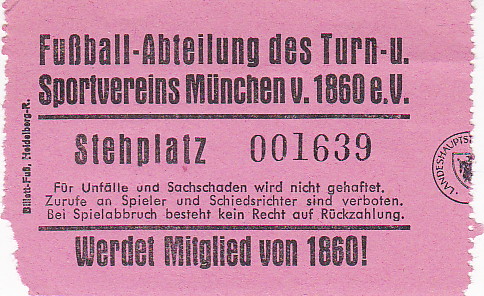 Fußball-Abteilung des Turn-u.
Sportvereins München v. 1860 e.V.
Stehplatz 001639
Für Unfälle und Sachschaden wird nicht gehaftet.
Zurufe an Spieler und Schiedsrichter sind verboten.
Bei Spielabbruch besteht kein Recht auf Rückzahlung.
Werdet Mitglied von 1860!
Billett-Fuß, Heidelberg-R.
LANDESHAUPTST